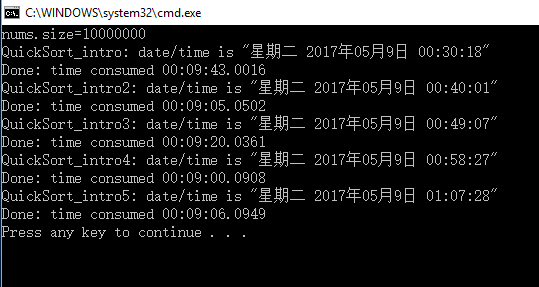 C:\WINDOWS\system32\cmd.exe
nums.size=10000000
QuickSort_intro: date/time is "星期二 2017年05月9日 00:30:18"
Done: time consumed 00:09:43.0016
QuickSort_intro2: date/time is "星期二 2017年05月9日 00:40:01"
Done: time consumed 00:09:05.0502
QuickSort_intro3: date/time is "星期二 2017年05月9日 00:49:07"
Done: time consumed 00:09:20.0361
QuickSort_intro4: date/time is "星期二 2017年05月9日 00:58:27"
Done: time consumed 00:09:00.0908
QuickSort_intro5: date/time is "星期二 2017年05月9日 01:07:28"
Done: time consumed 00:09:06.0949
Press any key to continue . . .